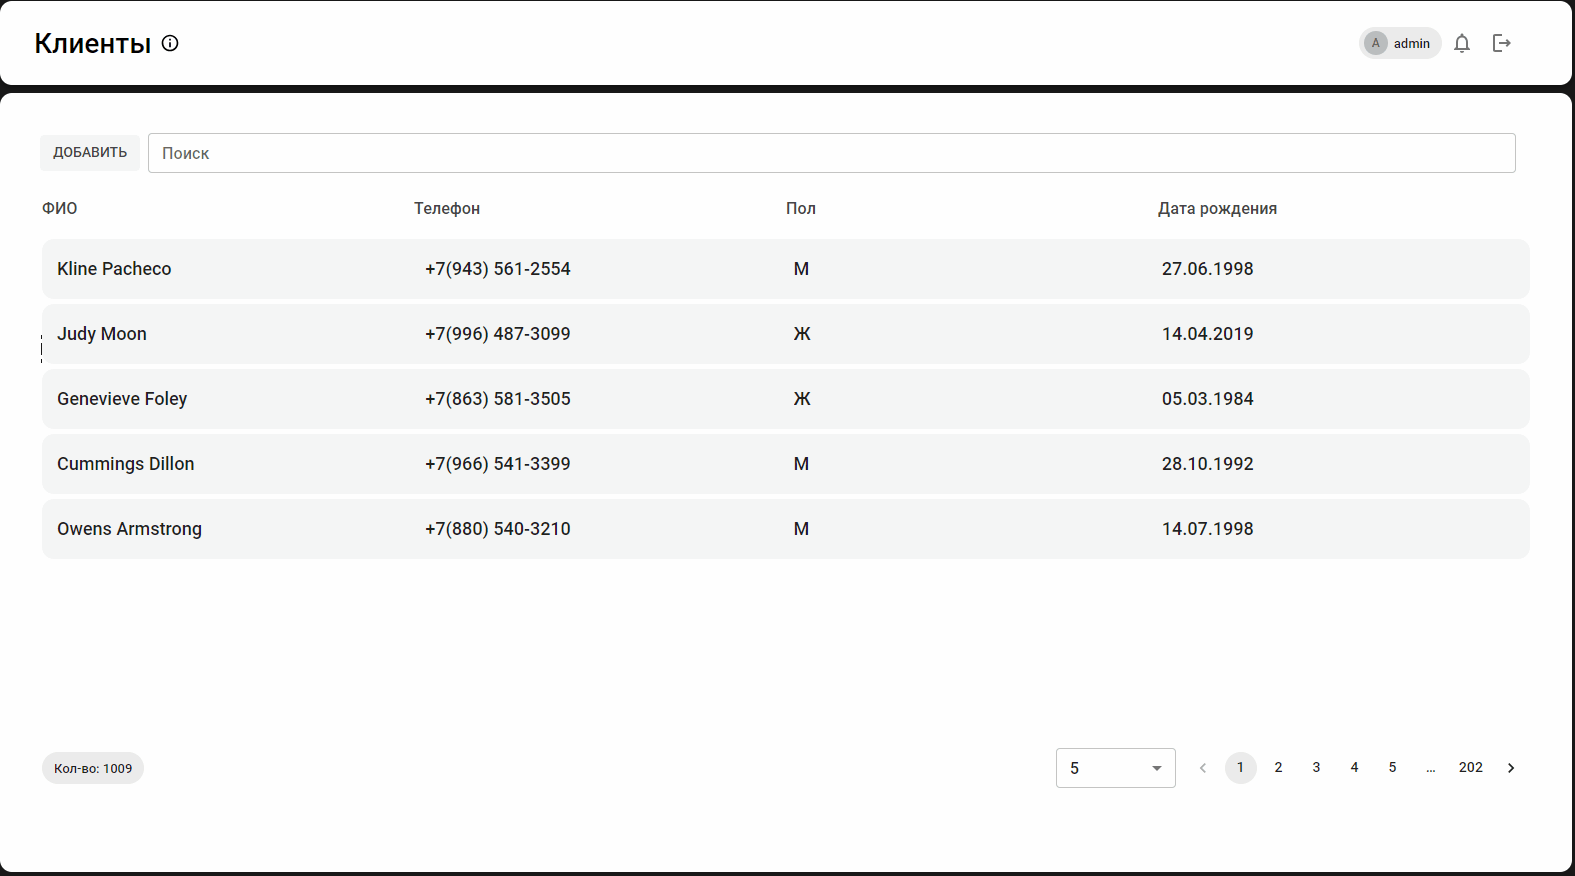 Клиенты
A admin
ДОБАВИТЬ Поиск
ФИО Телефон Пол Дата рождения
Kline Pacheco +7(943) 561-2554 М 27.06.1998
Judy Moon +7(996) 487-3099 Ж 14.04.2019
Genevieve Foley +7(863) 581-3505 Ж 05.03.1984
Cummings Dillon +7(966) 541-3399 М 28.10.1992
Owens Armstrong +7(880) 540-3210 М 14.07.1998
Кол-во: 1009 5 1 2 3 4 5 … 202